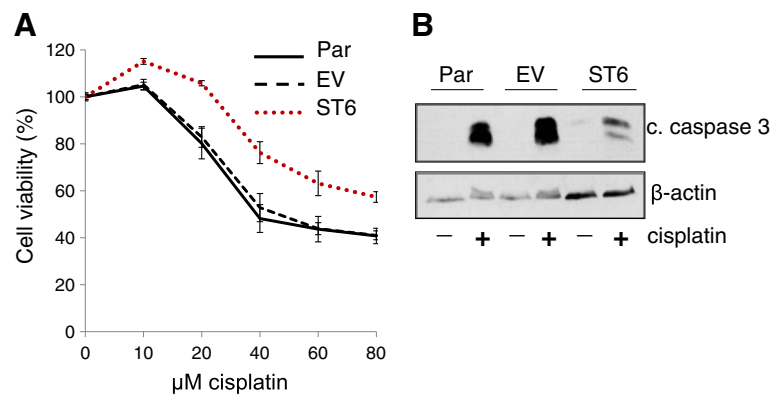 A
120
100
80
60
40
20
0
Cell viability (%)
0 10 20 40 60 80
µM cisplatin
Par
EV
ST6
B
Par EV ST6
c. caspase 3
β-actin
– + – + – + cisplatin